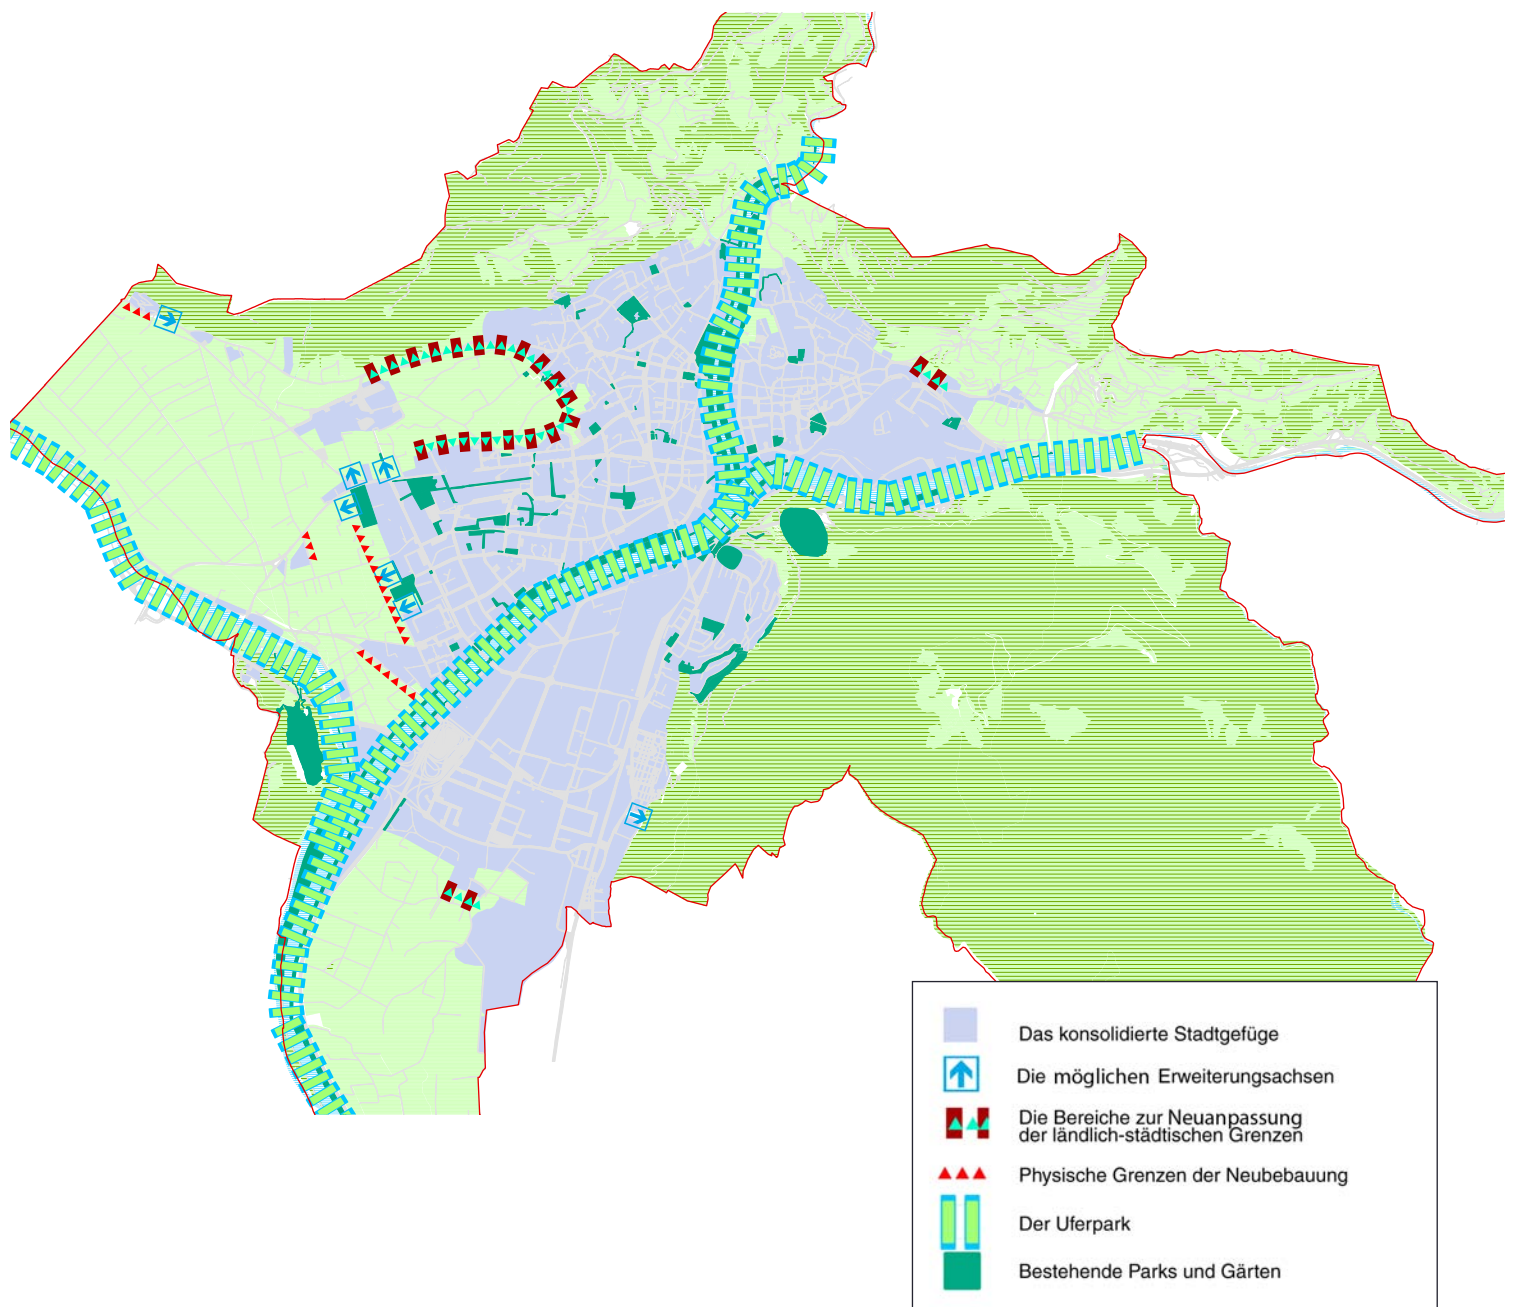 Das konsolidierte Stadtgefüge
Die möglichen Erweiterungsachsen
Die Bereiche zur Neuanpassung
der ländlich-städtischen Grenzen
Physische Grenzen der Neubebauung
Der Uferpark
Bestehende Parks und Gärten